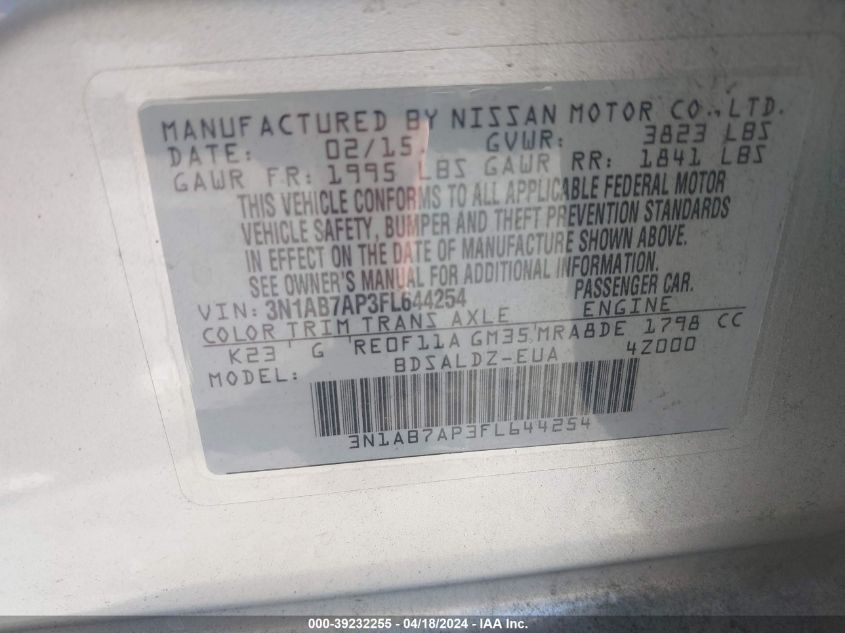 MANUFACTURED BY NISSAN MOTOR CO., LTD.
DATE: 02/15 GVWR: 3823 LBS
GAWR FR: 1995 LBS GAWR RR: 1841 LBS
THIS VEHICLE CONFORMS TO ALL APPLICABLE FEDERAL MOTOR
VEHICLE SAFETY, BUMPER AND THEFT PREVENTION STANDARDS
IN EFFECT ON THE DATE OF MANUFACTURE SHOWN ABOVE.
SEE OWNER'S MANUAL FOR ADDITIONAL INFORMATION.
PASSENGER CAR.
VIN: 3N1AB7AP3FL644254
COLOR TRIM TRANS AXLE ENGINE
K23 G RE0F11A GM35 MRA8DE 1798 CC
MODEL: BDSALDZ-EUA 4Z000
3N1AB7AP3FL644254
000-39232255 - 04/18/2024 - IAA Inc.